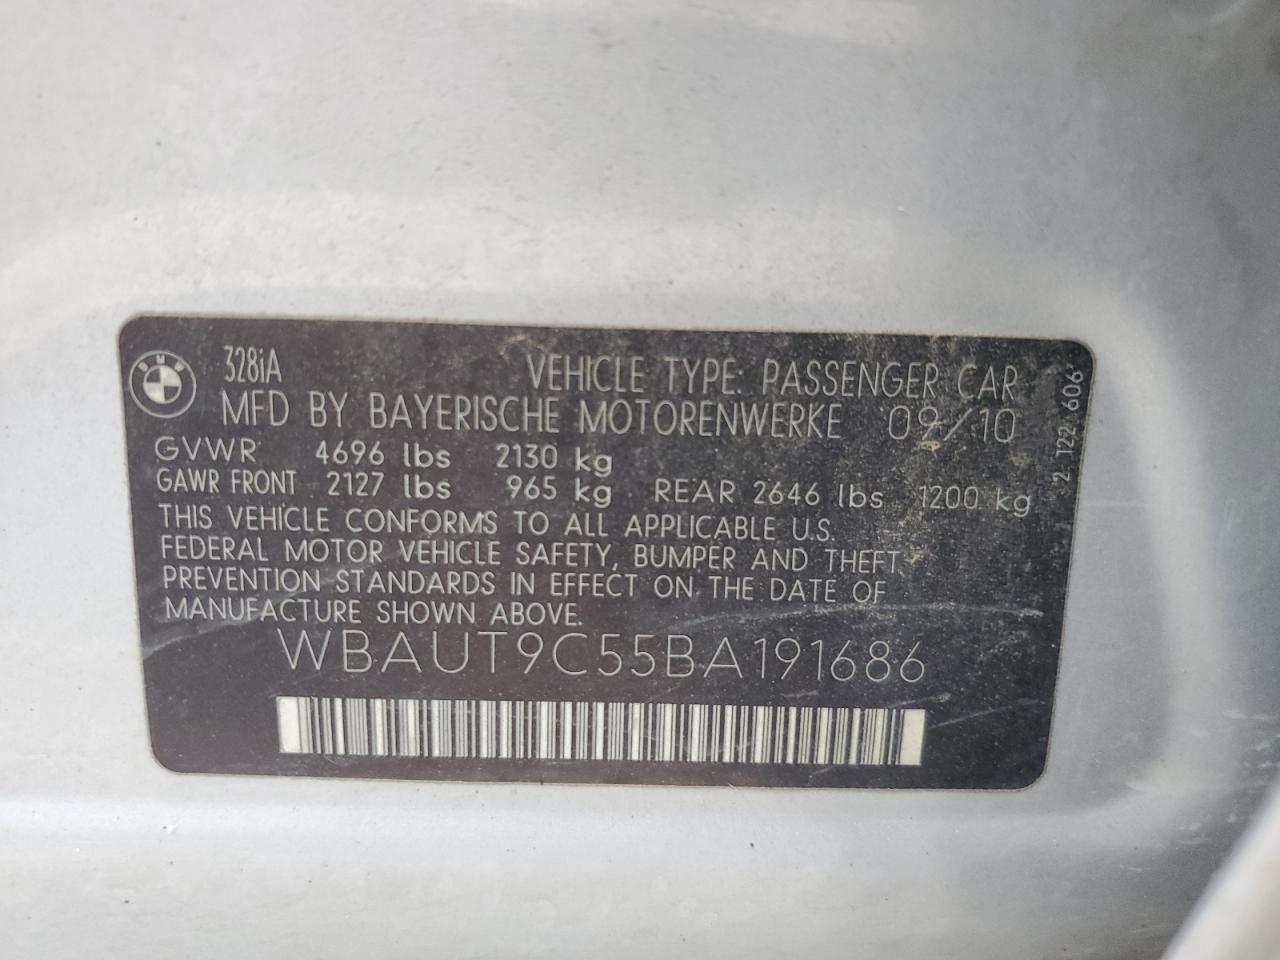 328iA VEHICLE TYPE: PASSENGER CAR
MFD BY BAYERISCHE MOTORENWERKE 09/10
GVWR 4696 lbs 2130 kg
GAWR FRONT 2127 lbs 965 kg REAR 2646 lbs 1200 kg
THIS VEHICLE CONFORMS TO ALL APPLICABLE U.S.
FEDERAL MOTOR VEHICLE SAFETY, BUMPER AND THEFT
PREVENTION STANDARDS IN EFFECT ON THE DATE OF
MANUFACTURE SHOWN ABOVE.
WBAUT9C55BA191686
2 122 606
BMW